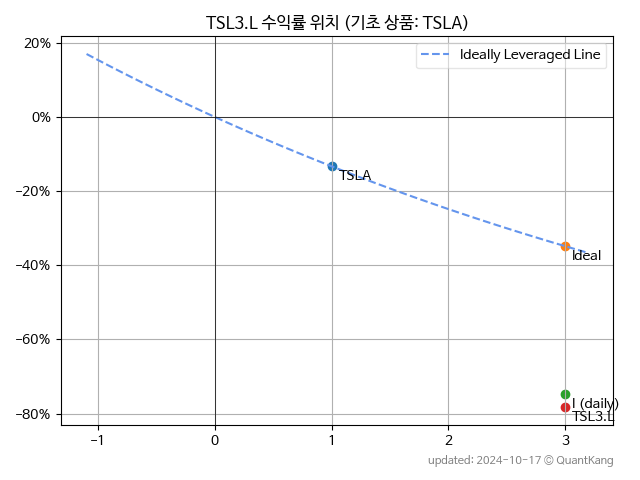 TSL3.L 수익률 위치 (기초 상품: TSLA)
Ideally Leveraged Line
20%
0%
−20%
−40%
−60%
−80%
TSLA
Ideal
I (daily)
TSL3.L
−1
0
1
2
3
updated: 2024-10-17 © QuantKang